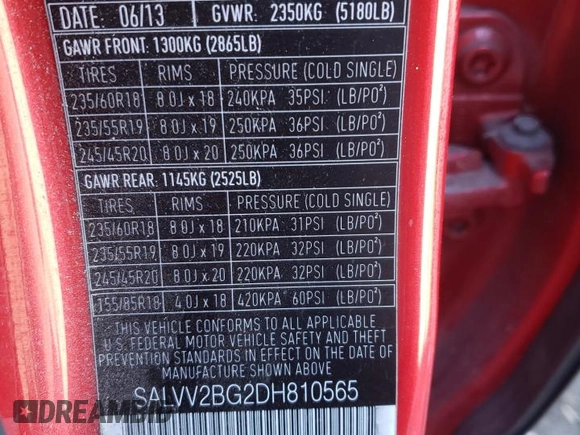 DATE: 06/13 GVWR: 2350KG (5180LB)
GAWR FRONT: 1300KG (2865LB)
TIRES RIMS PRESSURE (COLD SINGLE)
235/60R18 8.0J x 18 240KPA 35PSI (LB/PO²)
235/55R19 8.0J x 19 250KPA 36PSI (LB/PO²)
245/45R20 8.0J x 20 250KPA 36PSI (LB/PO²)
GAWR REAR: 1145KG (2525LB)
TIRES RIMS PRESSURE (COLD SINGLE)
235/60R18 8.0J x 18 210KPA 31PSI (LB/PO²)
235/55R19 8.0J x 19 220KPA 32PSI (LB/PO²)
245/45R20 8.0J x 20 220KPA 32PSI (LB/PO²)
T155/85R18 4.0J x 18 420KPA 60PSI (LB/PO²)
THIS VEHICLE CONFORMS TO ALL APPLICABLE
U.S. FEDERAL MOTOR VEHICLE SAFETY AND THEFT
PREVENTION STANDARDS IN EFFECT ON THE DATE OF
MANUFACTURE SHOWN ABOVE
SALVV2BG2DH810565
DREAMBID